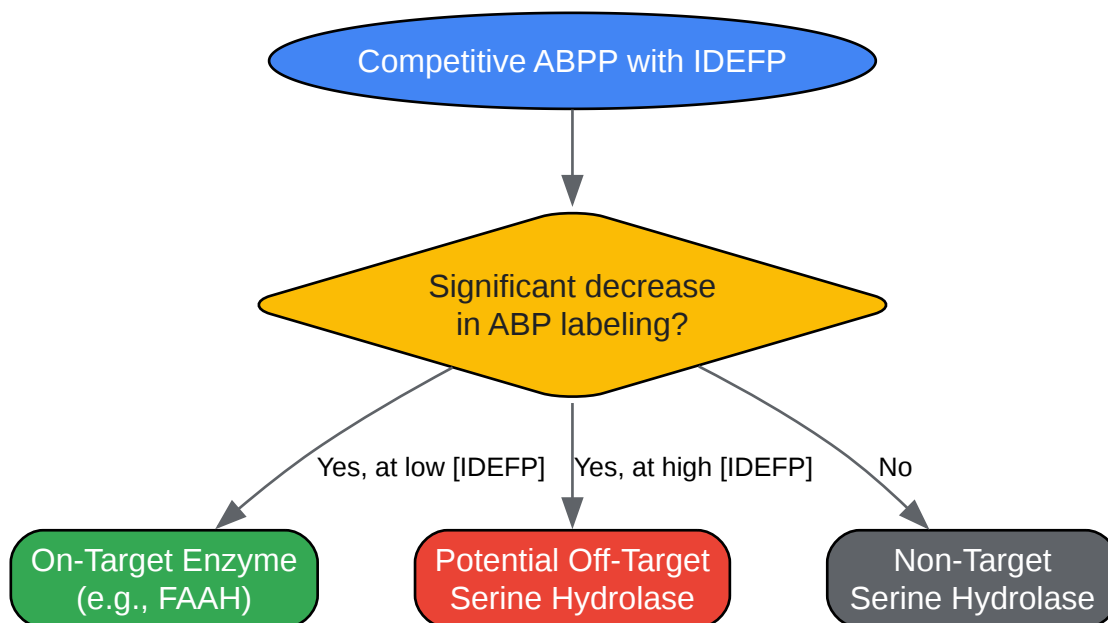 Competitive ABPP with IDEFP
Significant decrease
in ABP labeling?
Yes, at low [IDEFP]
Yes, at high [IDEFP]
No
On-Target Enzyme
(e.g., FAAH)
Potential Off-Target
Serine Hydrolase
Non-Target
Serine Hydrolase